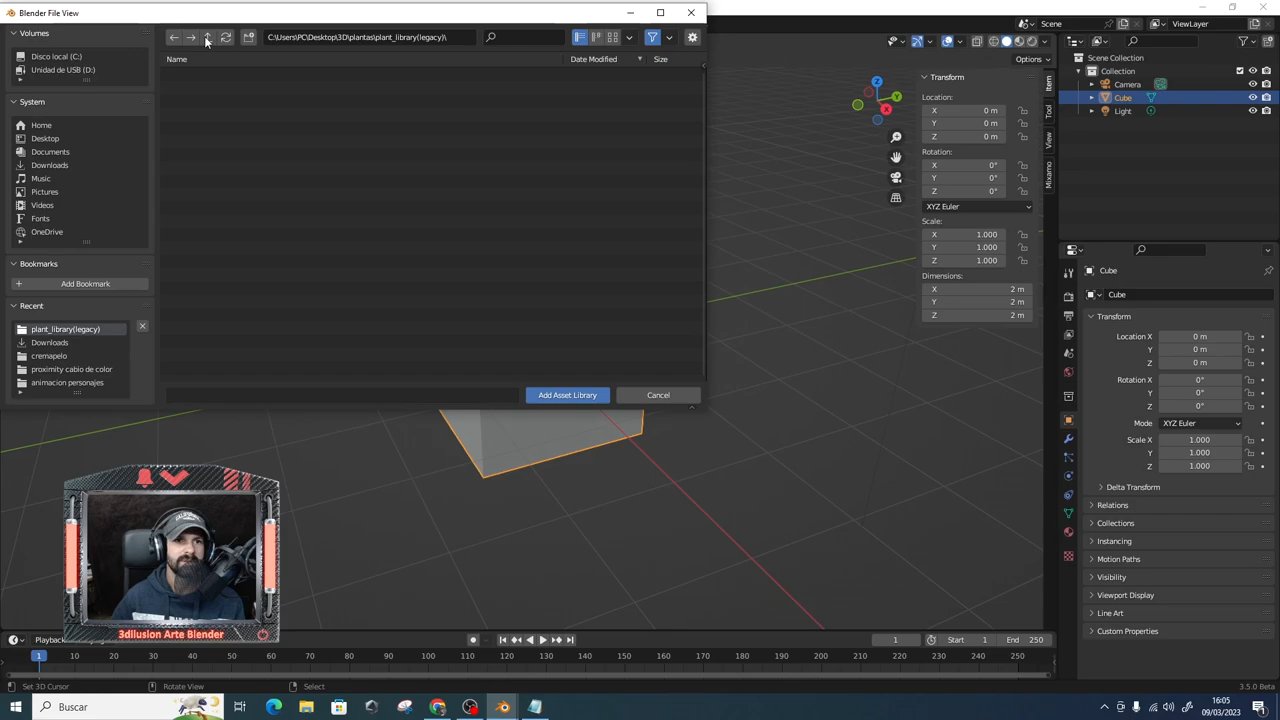 Blender File View
Volumes
Disco local (C:)
Unidad de USB (D:)
System
Home
Desktop
Documents
Downloads
Music
Pictures
Videos
Fonts
OneDrive
Bookmarks
Add Bookmark
Recent
plant_library(legacy)
Downloads
cremapelo
proximity cabio de color
animacion personajes
C:\Users\PC\Desktop\3D\plantas\plant_library(legacy)\
Name
Date Modified
Size
Add Asset Library
Cancel
Scene
ViewLayer
Options
Transform
Location:
X 0 m
Y 0 m
Z 0 m
Rotation:
X 0°
Y 0°
Z 0°
XYZ Euler
Scale:
X 1.000
Y 1.000
Z 1.000
Dimensions:
X 2 m
Y 2 m
Z 2 m
Item
Tool
View
Mixamo
Z
Y
X
Scene Collection
Collection
Camera
Cube
Light
Cube
Cube
Transform
Location X 0 m
Y 0 m
Z 0 m
Rotation X 0°
Y 0°
Z 0°
Mode XYZ Euler
Scale X 1.000
Y 1.000
Z 1.000
Delta Transform
Relations
Collections
Instancing
Motion Paths
Visibility
Viewport Display
Line Art
Custom Properties
3dIlusion Arte Blender
Playback
1
Start 1
End 250
1 10 20 30 40 50 60 70 80 90 100 110 120 130 140 150 160 170 180 190 200 210 220 230 240 250
Set 3D Cursor
Rotate View
Select
3.5.0 Beta
Buscar
16:05
09/03/2023
1